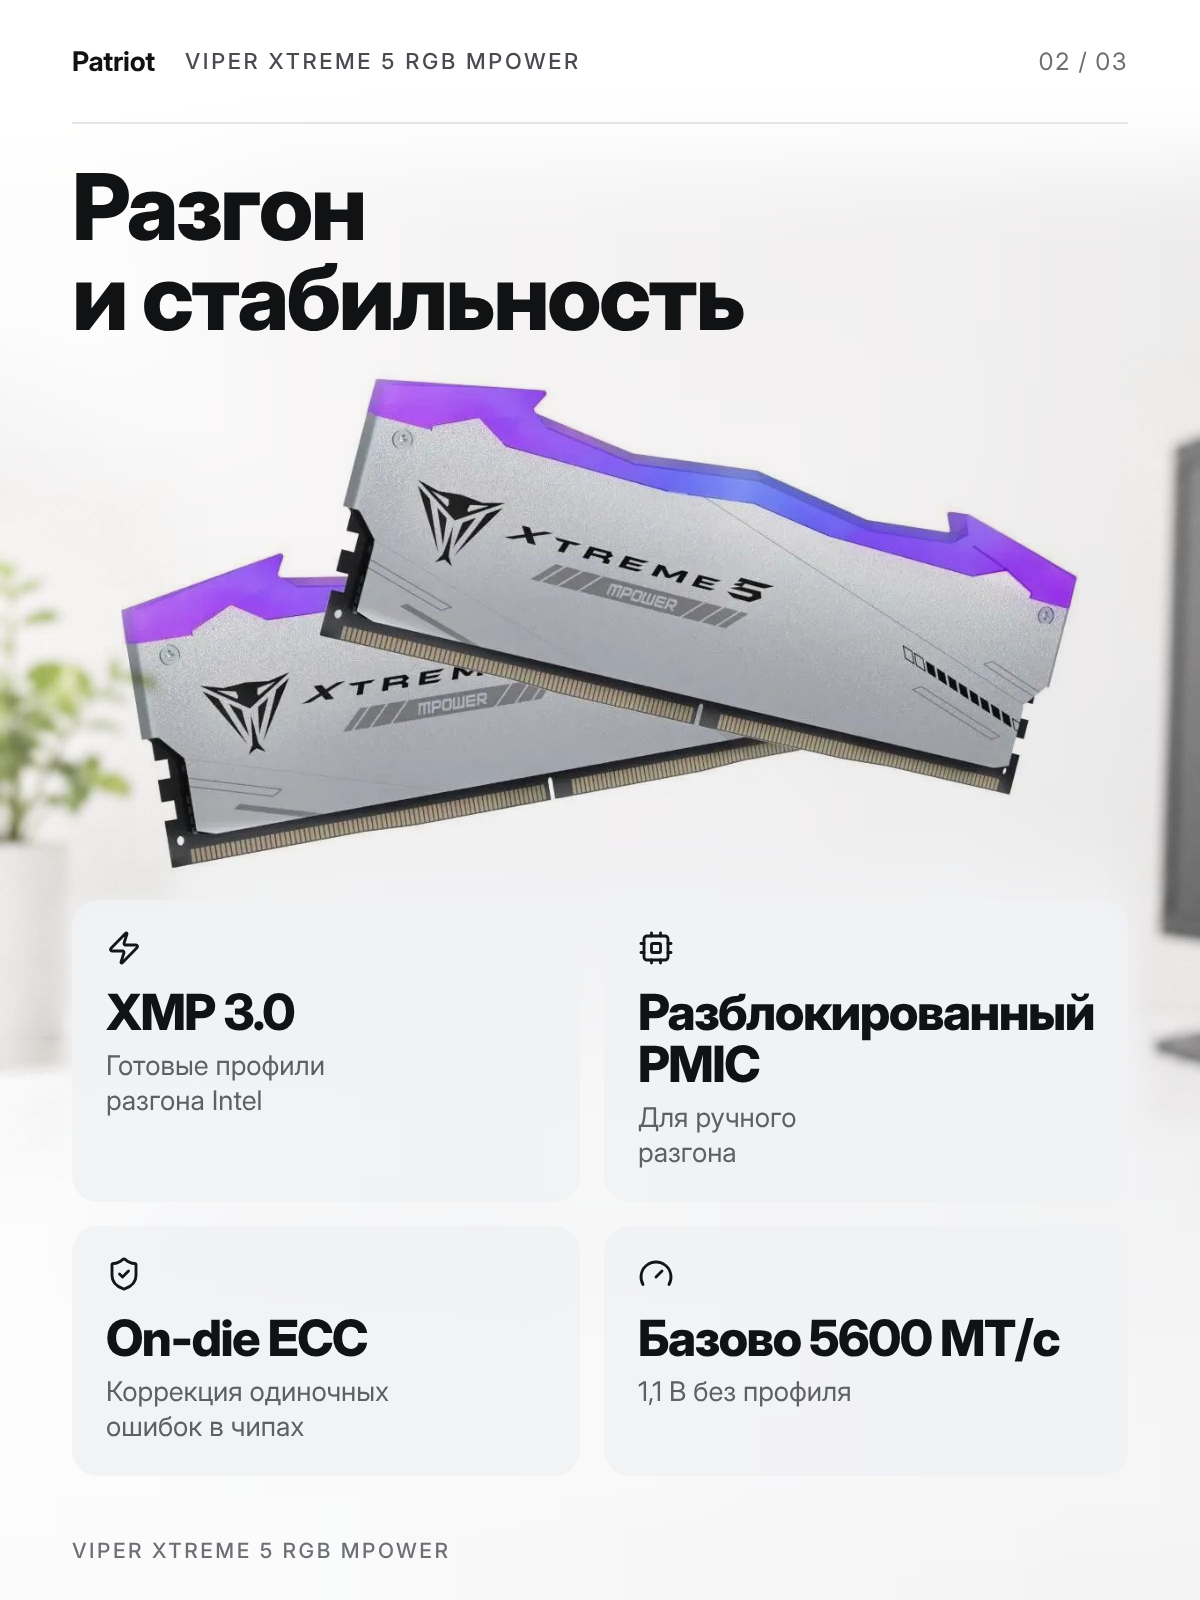 Patriot VIPER XTREME 5 RGB MPOWER 02 / 03
Разгон
и стабильность
XTREME 5
MPOWER
XTREM
MPOWER
XMP 3.0
Готовые профили
разгона Intel
Разблокированный
PMIC
Для ручного
разгона
On-die ECC
Коррекция одиночных
ошибок в чипах
Базово 5600 МТ/с
1,1 В без профиля
VIPER XTREME 5 RGB MPOWER